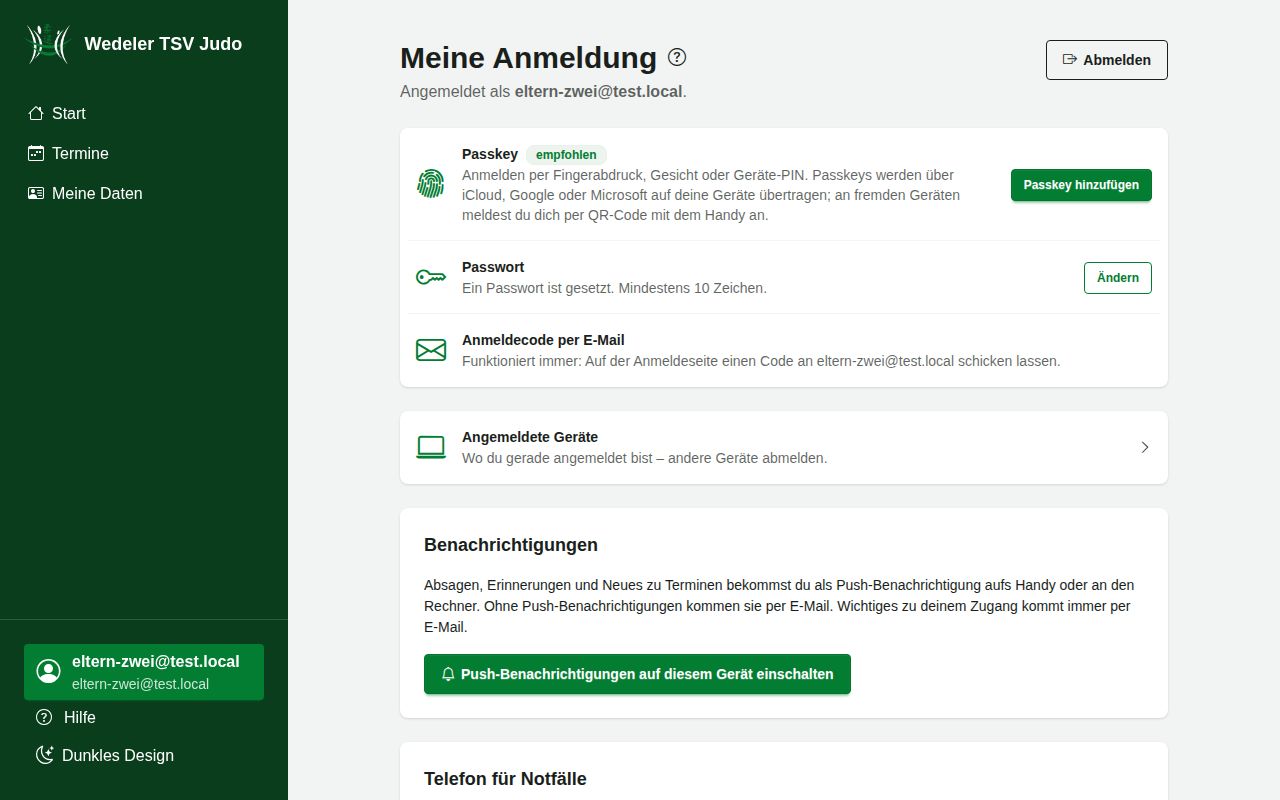 Wedeler TSV Judo
Start
Termine
Meine Daten
eltern-zwei@test.local
eltern-zwei@test.local
Hilfe
Dunkles Design
Meine Anmeldung
Angemeldet als eltern-zwei@test.local.
Abmelden
Passkey empfohlen
Anmelden per Fingerabdruck, Gesicht oder Geräte-PIN. Passkeys werden über
iCloud, Google oder Microsoft auf deine Geräte übertragen; an fremden Geräten
meldest du dich per QR-Code mit dem Handy an.
Passkey hinzufügen
Passwort
Ein Passwort ist gesetzt. Mindestens 10 Zeichen.
Ändern
Anmeldecode per E-Mail
Funktioniert immer: Auf der Anmeldeseite einen Code an eltern-zwei@test.local schicken lassen.
Angemeldete Geräte
Wo du gerade angemeldet bist – andere Geräte abmelden.
Benachrichtigungen
Absagen, Erinnerungen und Neues zu Terminen bekommst du als Push-Benachrichtigung aufs Handy oder an den
Rechner. Ohne Push-Benachrichtigungen kommen sie per E-Mail. Wichtiges zu deinem Zugang kommt immer per
E-Mail.
Push-Benachrichtigungen auf diesem Gerät einschalten
Telefon für Notfälle